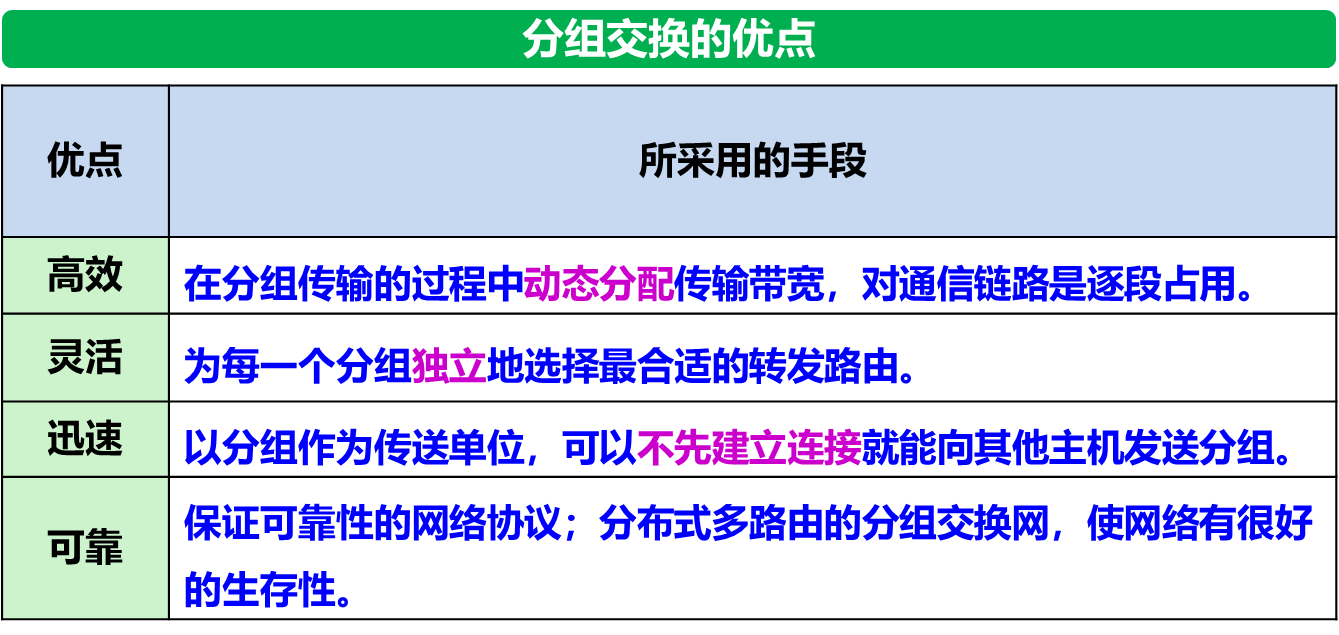 分组交换的优点
优点
所采用的手段
高效
在分组传输的过程中动态分配传输带宽，对通信链路是逐段占用。
灵活
为每一个分组独立地选择最合适的转发路由。
迅速
以分组作为传送单位，可以不先建立连接就能向其他主机发送分组。
可靠
保证可靠性的网络协议；分布式多路由的分组交换网，使网络有很好
的生存性。